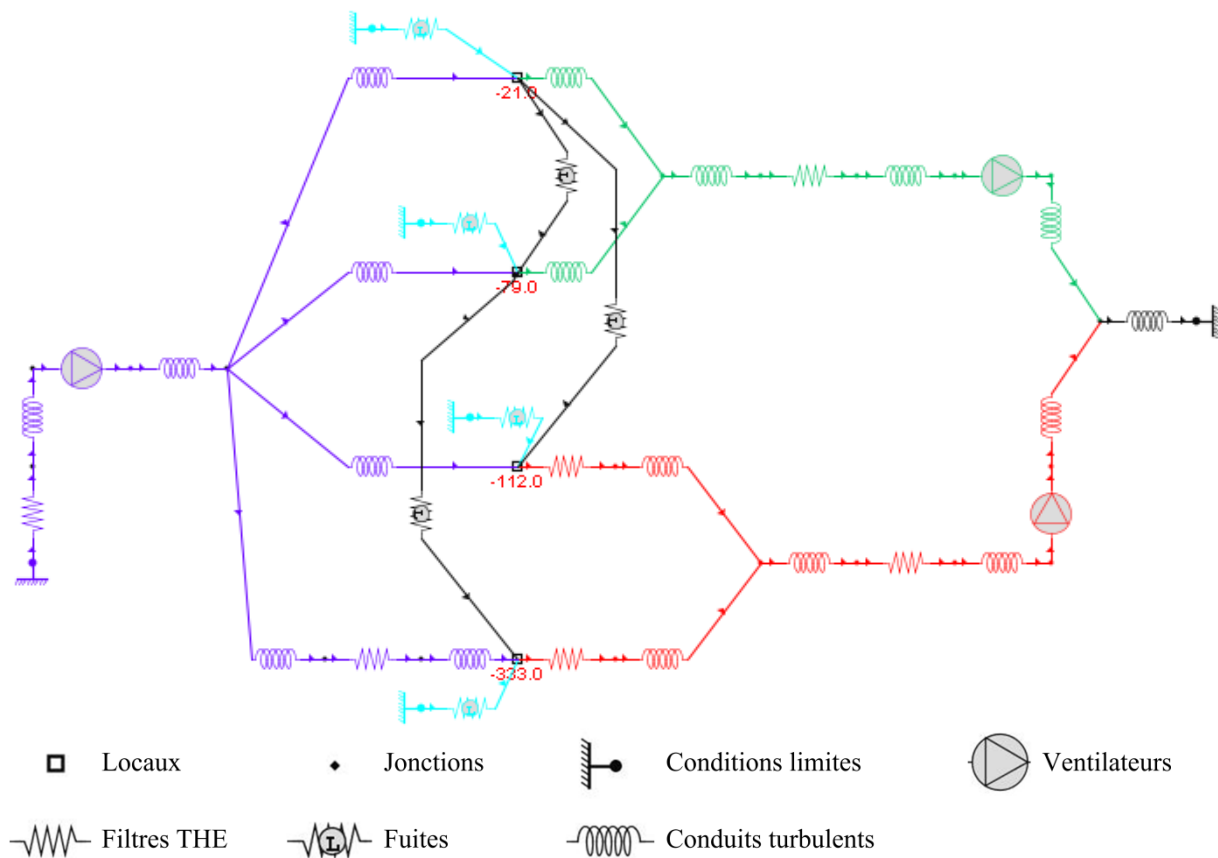 L
-21.0
L
L
-79.0
L
L
-112.0
L
-333.0
L
Locaux
Jonctions
Conditions limites
Ventilateurs
Filtres THE
L
Fuites
Conduits turbulents